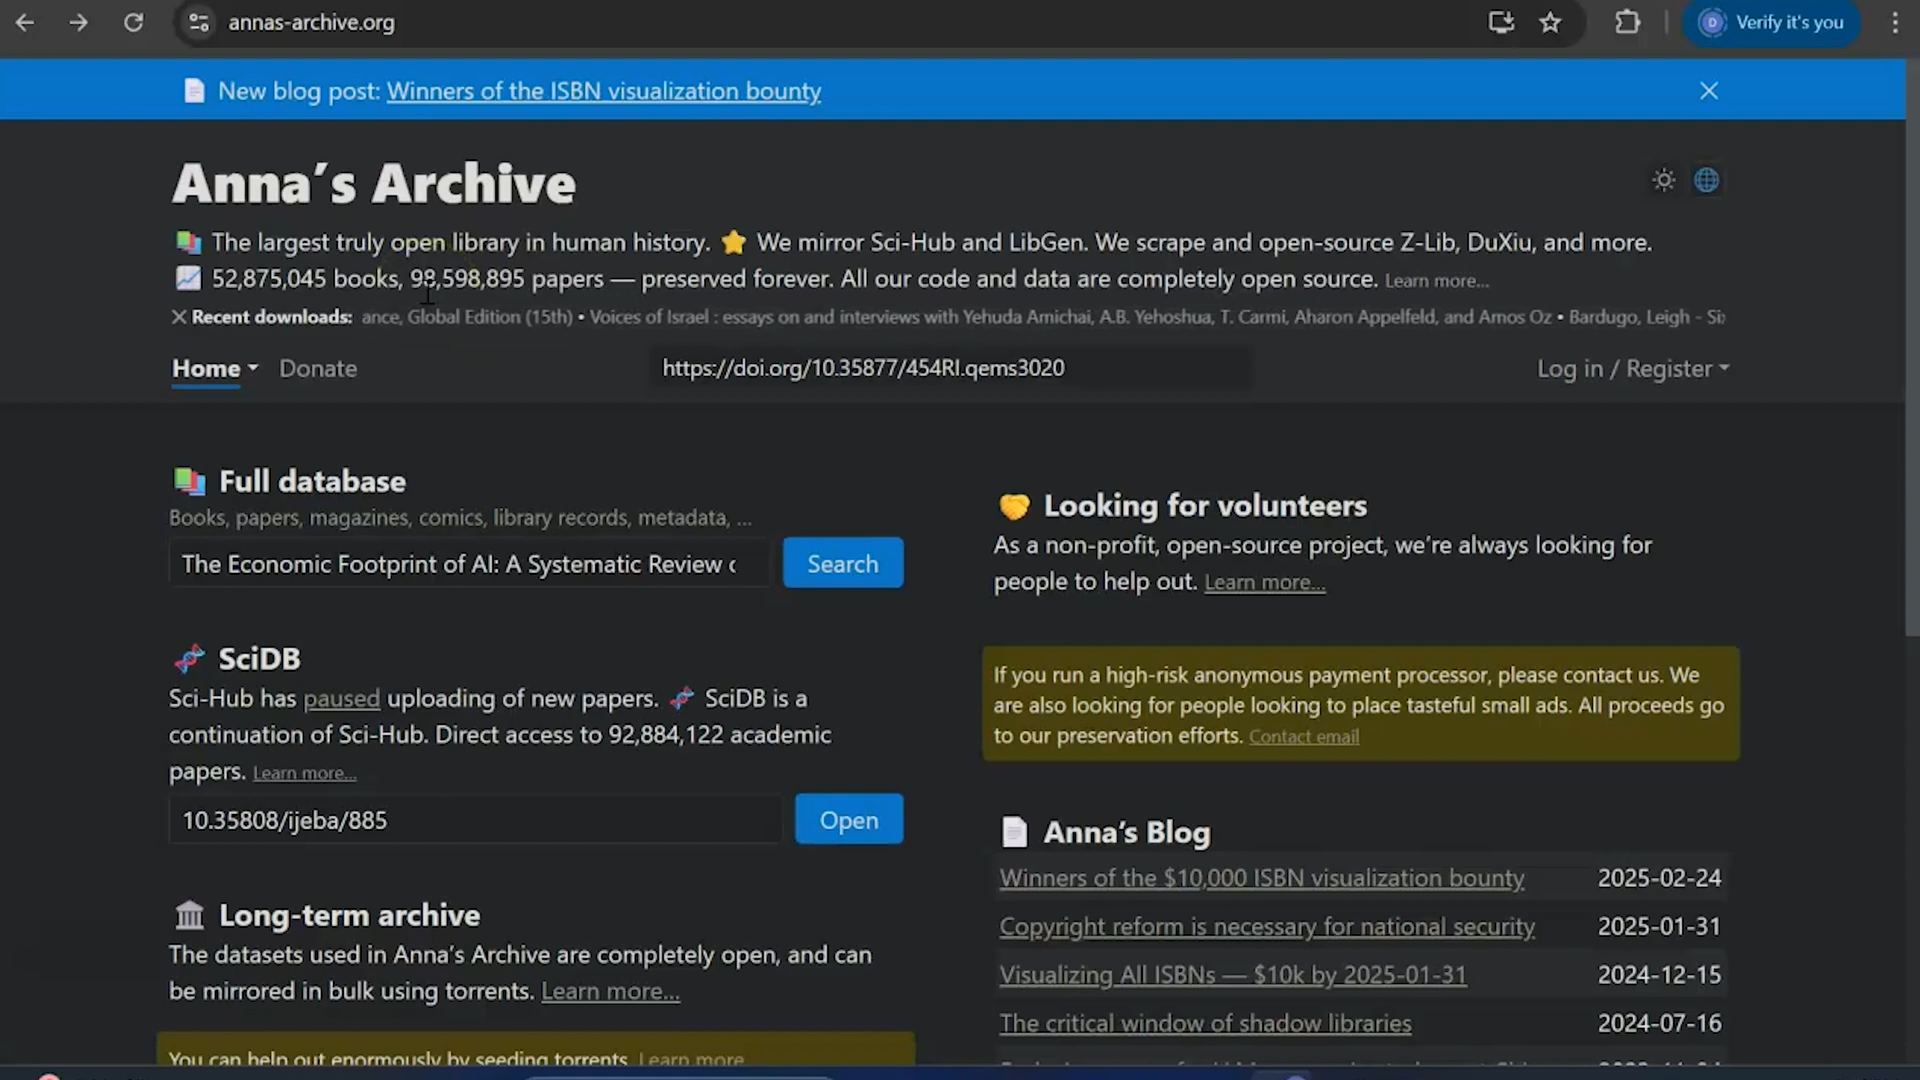 annas-archive.org
Verify it's you
New blog post: Winners of the ISBN visualization bounty
Anna’s Archive
The largest truly open library in human history. ⭐ We mirror Sci-Hub and LibGen. We scrape and open-source Z-Lib, DuXiu, and more.
52,875,045 books, 98,598,895 papers — preserved forever. All our code and data are completely open source. Learn more…
Recent downloads: ance, Global Edition (15th) • Voices of Israel : essays on and interviews with Yehuda Amichai, A.B. Yehoshua, T. Carmi, Aharon Appelfeld, and Amos Oz • Bardugo, Leigh - Six
Home Donate
https://doi.org/10.35877/454RI.qems3020
Log in / Register
Full database
Books, papers, magazines, comics, library records, metadata, …
The Economic Footprint of AI: A Systematic Review
Search
SciDB
Sci-Hub has paused uploading of new papers. SciDB is a
continuation of Sci-Hub. Direct access to 92,884,122 academic
papers. Learn more…
10.35808/ijeba/885
Open
Long-term archive
The datasets used in Anna’s Archive are completely open, and can
be mirrored in bulk using torrents. Learn more…
You can help out enormously by seeding torrents. Learn more
Looking for volunteers
As a non-profit, open-source project, we’re always looking for
people to help out. Learn more…
If you run a high-risk anonymous payment processor, please contact us. We
are also looking for people looking to place tasteful small ads. All proceeds go
to our preservation efforts. Contact email
Anna’s Blog
Winners of the $10,000 ISBN visualization bounty 2025-02-24
Copyright reform is necessary for national security 2025-01-31
Visualizing All ISBNs — $10k by 2025-01-31 2024-12-15
The critical window of shadow libraries 2024-07-16